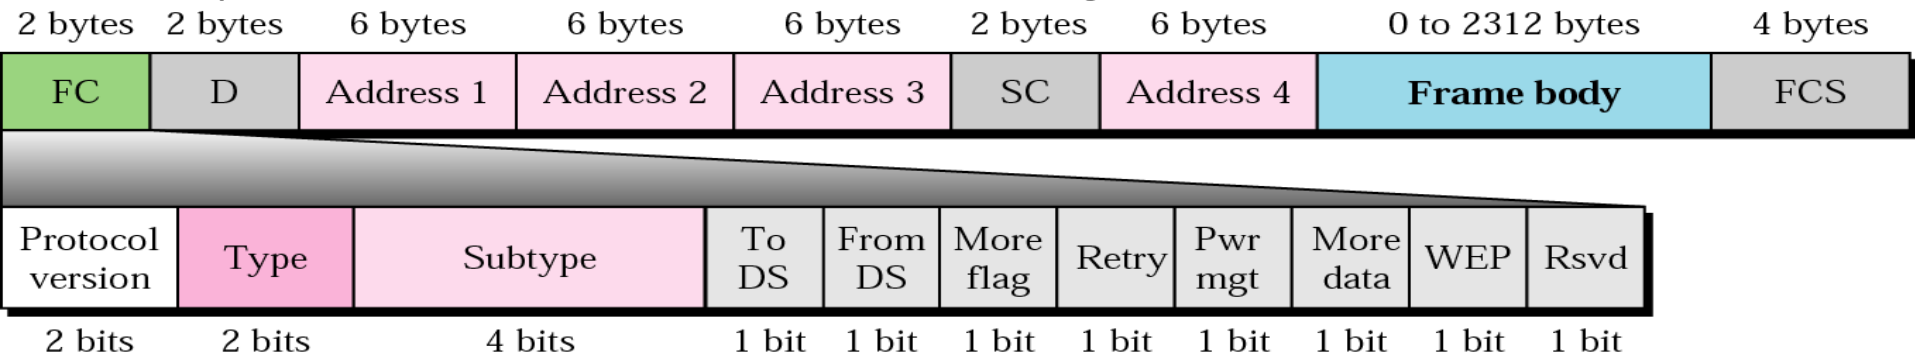 2 bytes 2 bytes 6 bytes 6 bytes 6 bytes 2 bytes 6 bytes 0 to 2312 bytes 4 bytes
FC D Address 1 Address 2 Address 3 SC Address 4 Frame body FCS
Protocol version Type Subtype To DS From DS More flag Retry Pwr mgt More data WEP Rsvd
2 bits 2 bits 4 bits 1 bit 1 bit 1 bit 1 bit 1 bit 1 bit 1 bit 1 bit